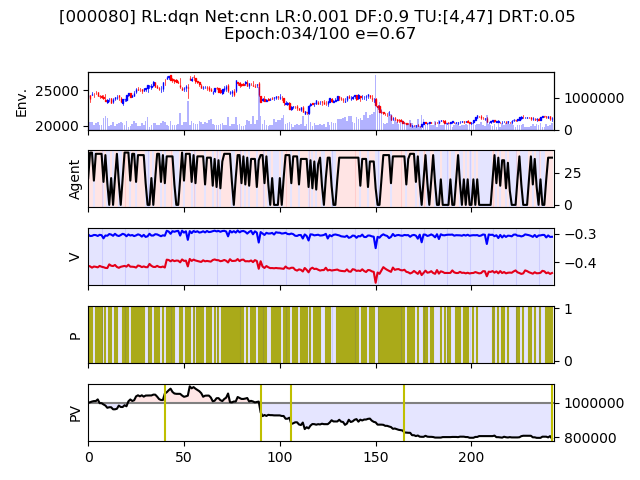 [000080] RL:dqn Net:cnn LR:0.001 DF:0.9 TU:[4,47] DRT:0.05
Epoch:034/100 e=0.67
Env.
25000
20000
1000000
0
Agent
25
0
V
−0.3
−0.4
P
1
0
PV
1000000
800000
0
50
100
150
200